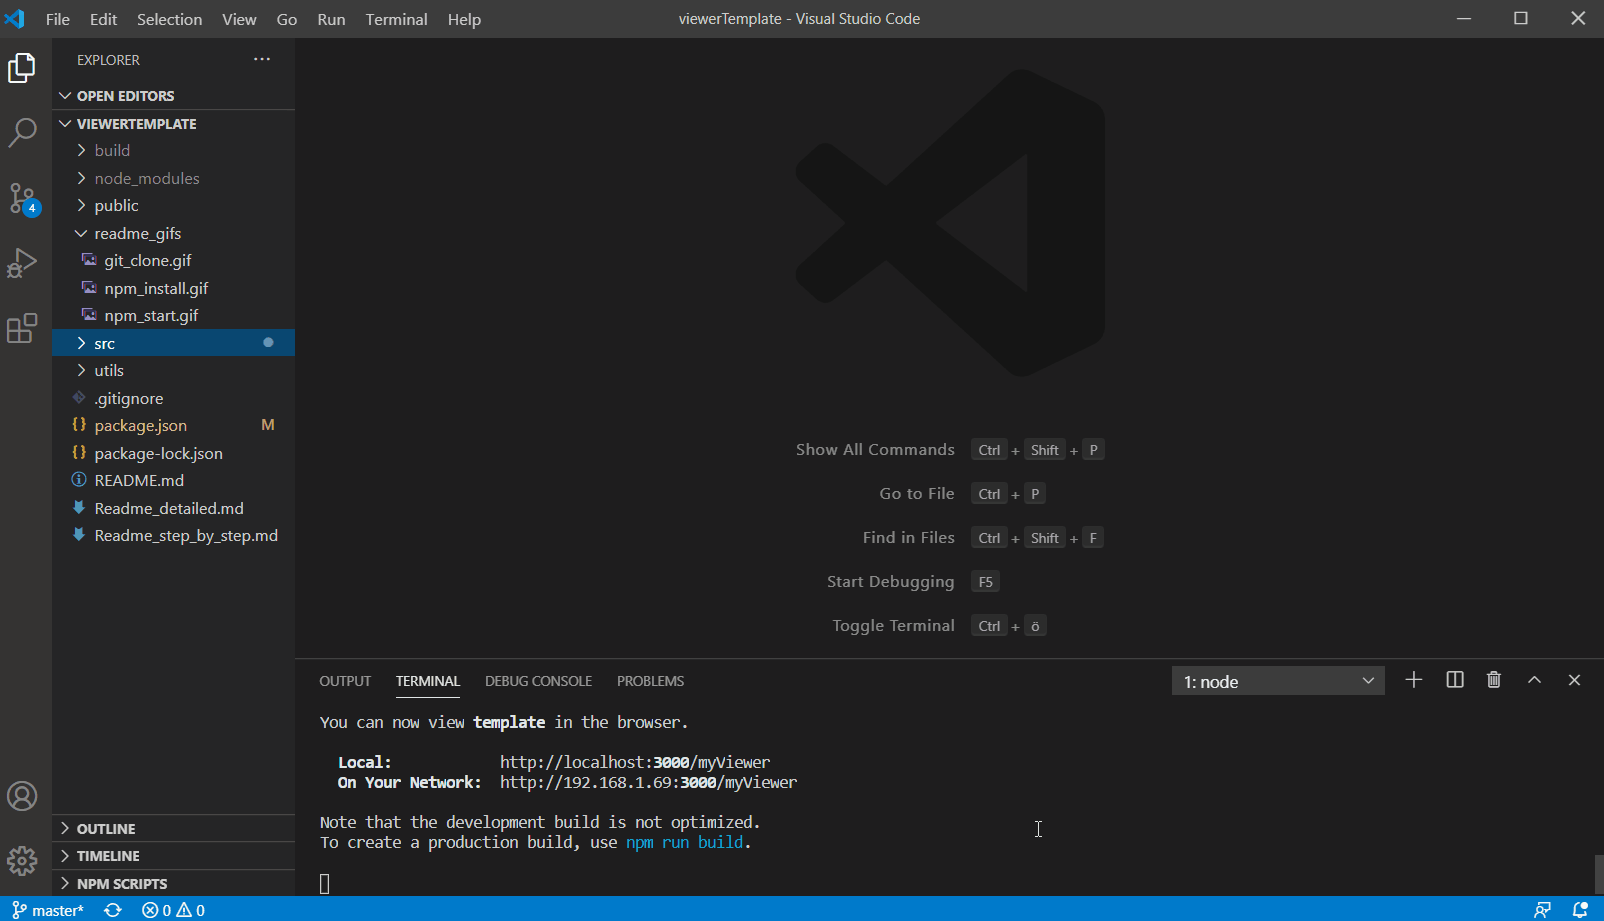 File Edit Selection View Go Run Terminal Help
viewerTemplate - Visual Studio Code
EXPLORER
OPEN EDITORS
VIEWERTEMPLATE
build
node_modules
public
readme_gifs
git_clone.gif
npm_install.gif
npm_start.gif
src
utils
.gitignore
package.json M
package-lock.json
README.md
Readme_detailed.md
Readme_step_by_step.md
OUTLINE
TIMELINE
NPM SCRIPTS
4
Show All Commands Ctrl + Shift + P
Go to File Ctrl + P
Find in Files Ctrl + Shift + F
Start Debugging F5
Toggle Terminal Ctrl + ö
OUTPUT TERMINAL DEBUG CONSOLE PROBLEMS
1: node
You can now view template in the browser.
Local: http://localhost:3000/myViewer
On Your Network: http://192.168.1.69:3000/myViewer
Note that the development build is not optimized.
To create a production build, use npm run build.
master* 0 0